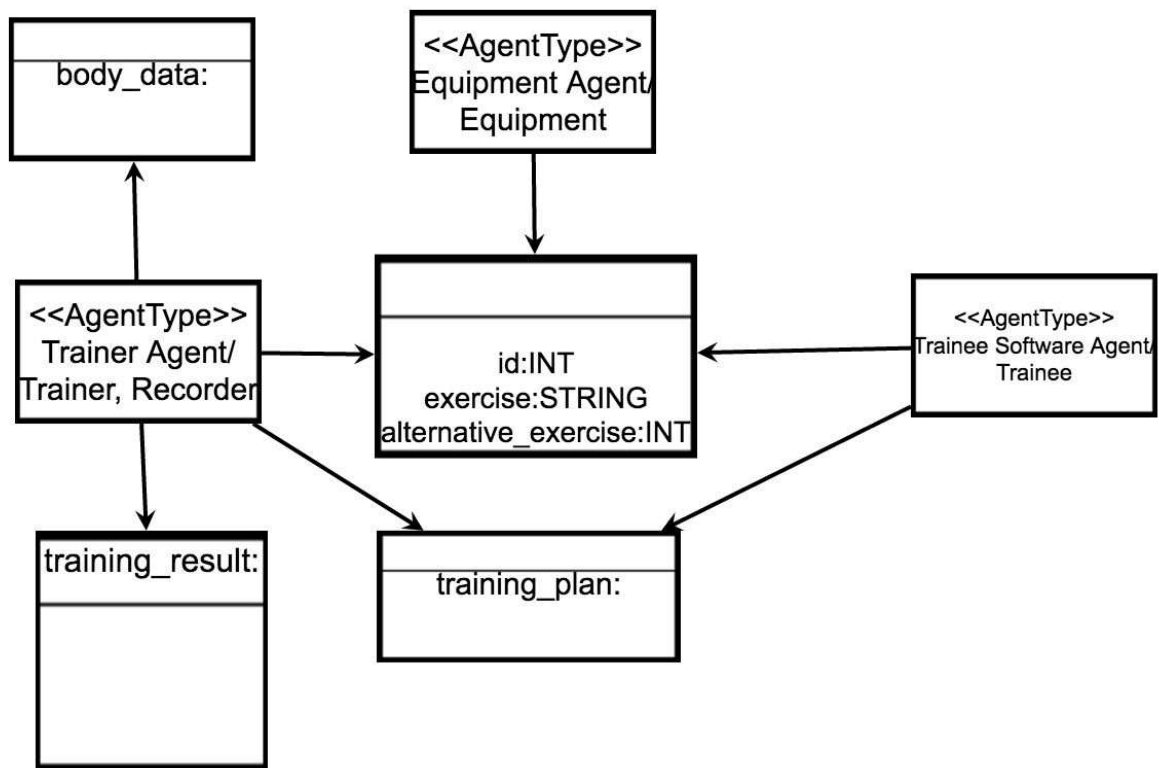 body_data:
<<AgentType>>
Equipment Agent/
Equipment
<<AgentType>>
Trainer Agent/
Trainer, Recorder
id:INT
exercise:STRING
alternative_exercise:INT
<<AgentType>>
Trainee Software Agent/
Trainee
training_result:
training_plan: